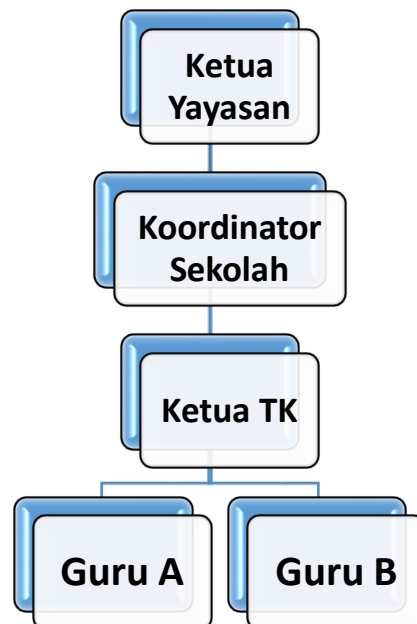 Ketua
Yayasan
Koordinator
Sekolah
Ketua TK
Guru A
Guru B